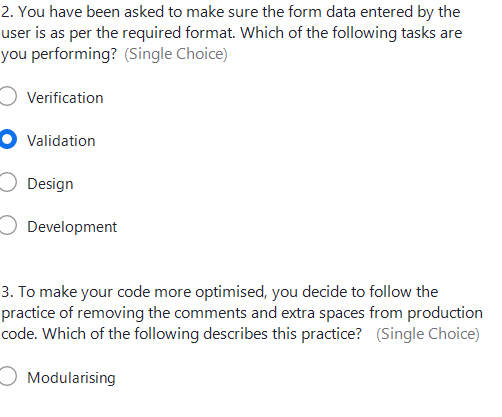 2. You have been asked to make sure the form data entered by the
user is as per the required format. Which of the following tasks are
you performing? (Single Choice)
Verification
Validation
Design
Development
3. To make your code more optimised, you decide to follow the
practice of removing the comments and extra spaces from production
code. Which of the following describes this practice? (Single Choice)
Modularising